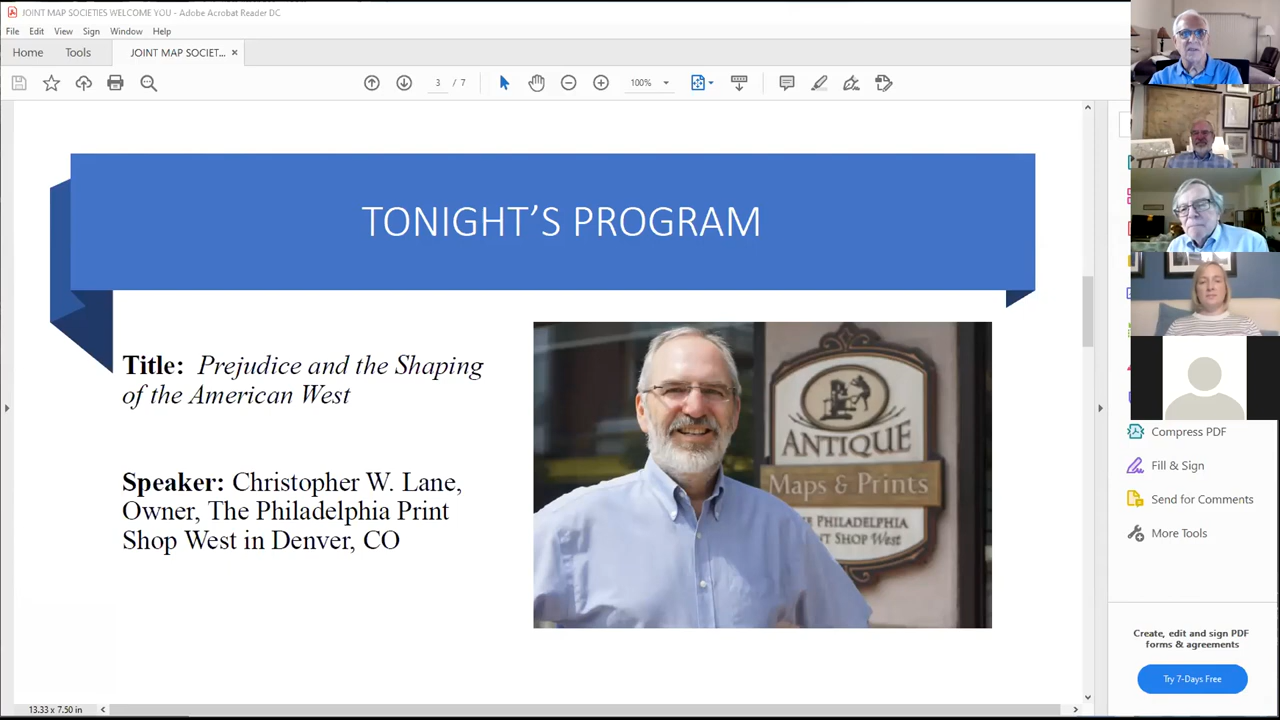 JOINT MAP SOCIETIES WELCOME YOU - Adobe Acrobat Reader DC
File Edit View Sign Window Help
Home Tools JOINT MAP SOCIET... ×
3 / 7 100%
TONIGHT'S PROGRAM
Title: Prejudice and the Shaping
of the American West
Speaker: Christopher W. Lane,
Owner, The Philadelphia Print
Shop West in Denver, CO
ANTIQUE
Maps & Prints
PHILADELPHIA
SHOP West
Compress PDF
Fill & Sign
Send for Comments
More Tools
Create, edit and sign PDF
forms & agreements
Try 7-Days Free
13.33 x 7.50 in